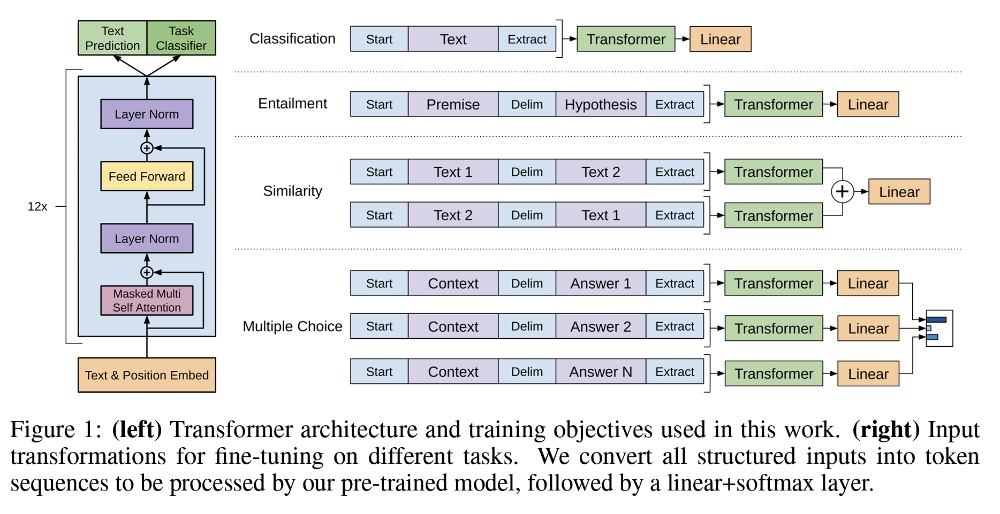 Text
Prediction
Task
Classifier
12x
Layer Norm
+
Feed Forward
Layer Norm
+
Masked Multi
Self Attention
Text & Position Embed
Classification
Start Text Extract Transformer Linear
Entailment
Start Premise Delim Hypothesis Extract Transformer Linear
Similarity
Start Text 1 Delim Text 2 Extract Transformer
+ Linear
Start Text 2 Delim Text 1 Extract Transformer
Multiple Choice
Start Context Delim Answer 1 Extract Transformer Linear
Start Context Delim Answer 2 Extract Transformer Linear
Start Context Delim Answer N Extract Transformer Linear
Figure 1: (left) Transformer architecture and training objectives used in this work. (right) Input
transformations for fine-tuning on different tasks. We convert all structured inputs into token
sequences to be processed by our pre-trained model, followed by a linear+softmax layer.